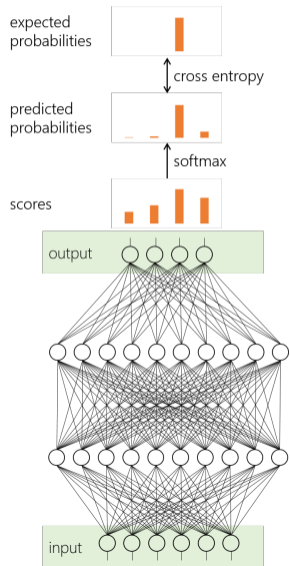 expected
probabilities
cross entropy
predicted
probabilities
softmax
scores
output
input